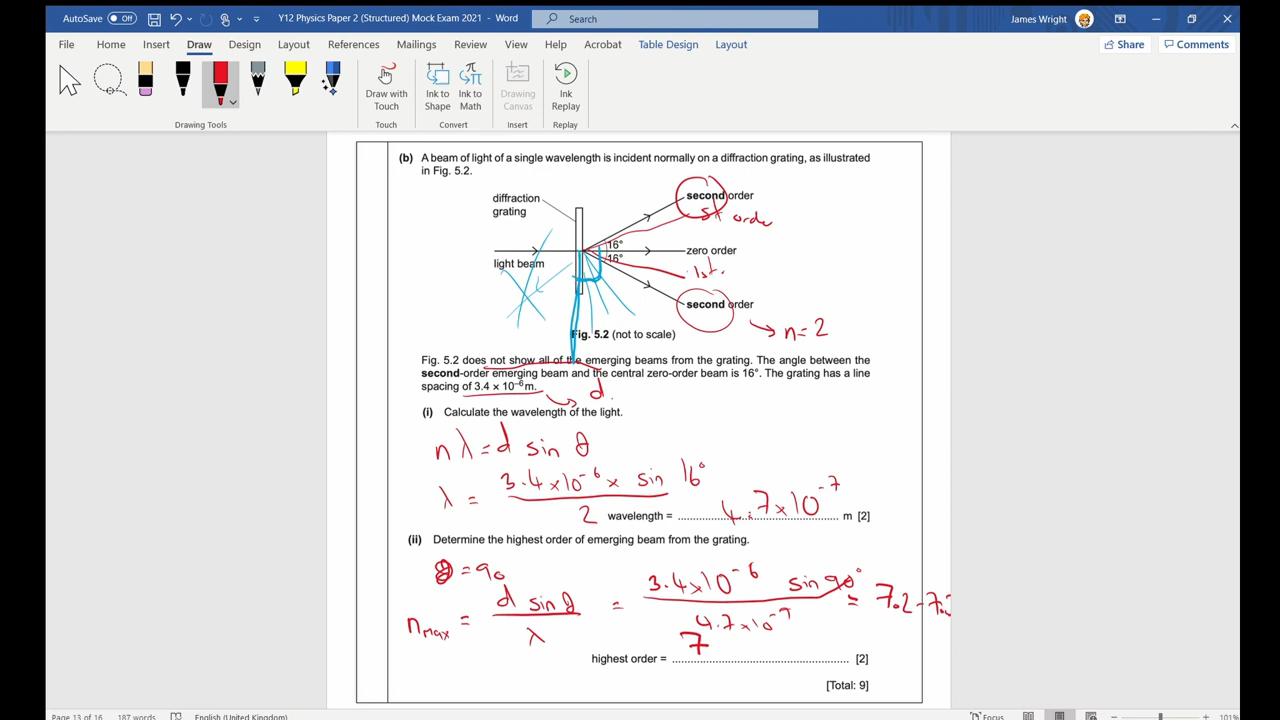 AutoSave Off Y12 Physics Paper 2 (Structured) Mock Exam 2021 - Word Search James Wright
File Home Insert Draw Design Layout References Mailings Review View Help Acrobat Table Design Layout Share Comments
Draw with Touch
Ink to Shape
Ink to Math
Drawing Canvas
Ink Replay
Drawing Tools Touch Convert Insert Replay
(b) A beam of light of a single wavelength is incident normally on a diffraction grating, as illustrated
in Fig. 5.2.
diffraction
grating
second order
1st order
16°
zero order
16°
light beam
1st.
second order
n=2
Fig. 5.2 (not to scale)
Fig. 5.2 does not show all of the emerging beams from the grating. The angle between the
second-order emerging beam and the central zero-order beam is 16°. The grating has a line
spacing of 3.4 × 10⁻⁶ m.
d.
(i) Calculate the wavelength of the light.
nλ = d sin θ
λ = 3.4 × 10⁻⁶ × sin 16° / 2
wavelength = 4.7 × 10⁻⁷ m [2]
(ii) Determine the highest order of emerging beam from the grating.
θ = 90
n max = d sin θ / λ = 3.4 × 10⁻⁶ sin 90° / 4.7 × 10⁻⁷ = 7.2 - 7.
highest order = 7 [2]
[Total: 9]
Page 13 of 16 187 words English (United Kingdom) Focus 101%